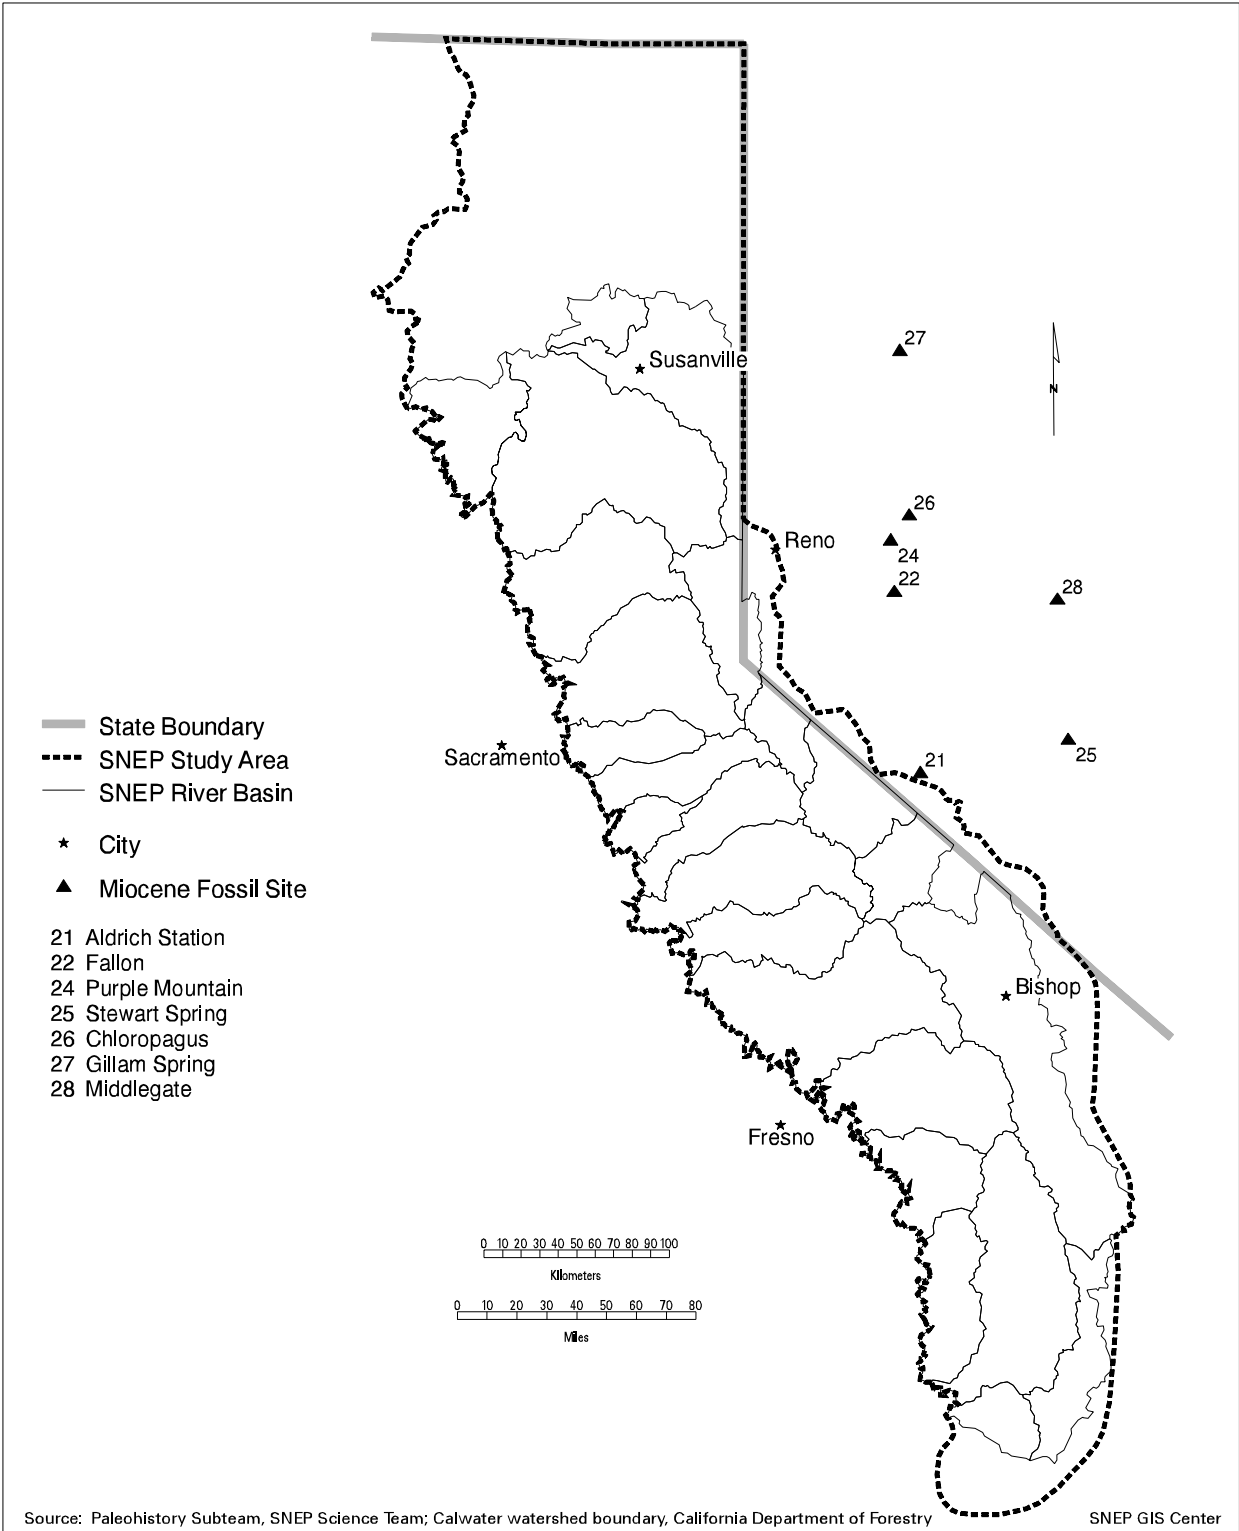 27
Susanville
N
26
Reno
24
22
28
State Boundary
SNEP Study Area
SNEP River Basin
Sacramento
21
25
City
Miocene Fossil Site
21 Aldrich Station
22 Fallon
24 Purple Mountain
25 Stewart Spring
26 Chloropagus
27 Gillam Spring
28 Middlegate
Bishop
Fresno
0 10 20 30 40 50 60 70 80 90 100
Kilometers
0 10 20 30 40 50 60 70 80
Miles
Source: Paleohistory Subteam, SNEP Science Team; Calwater watershed boundary, California Department of Forestry SNEP GIS Center